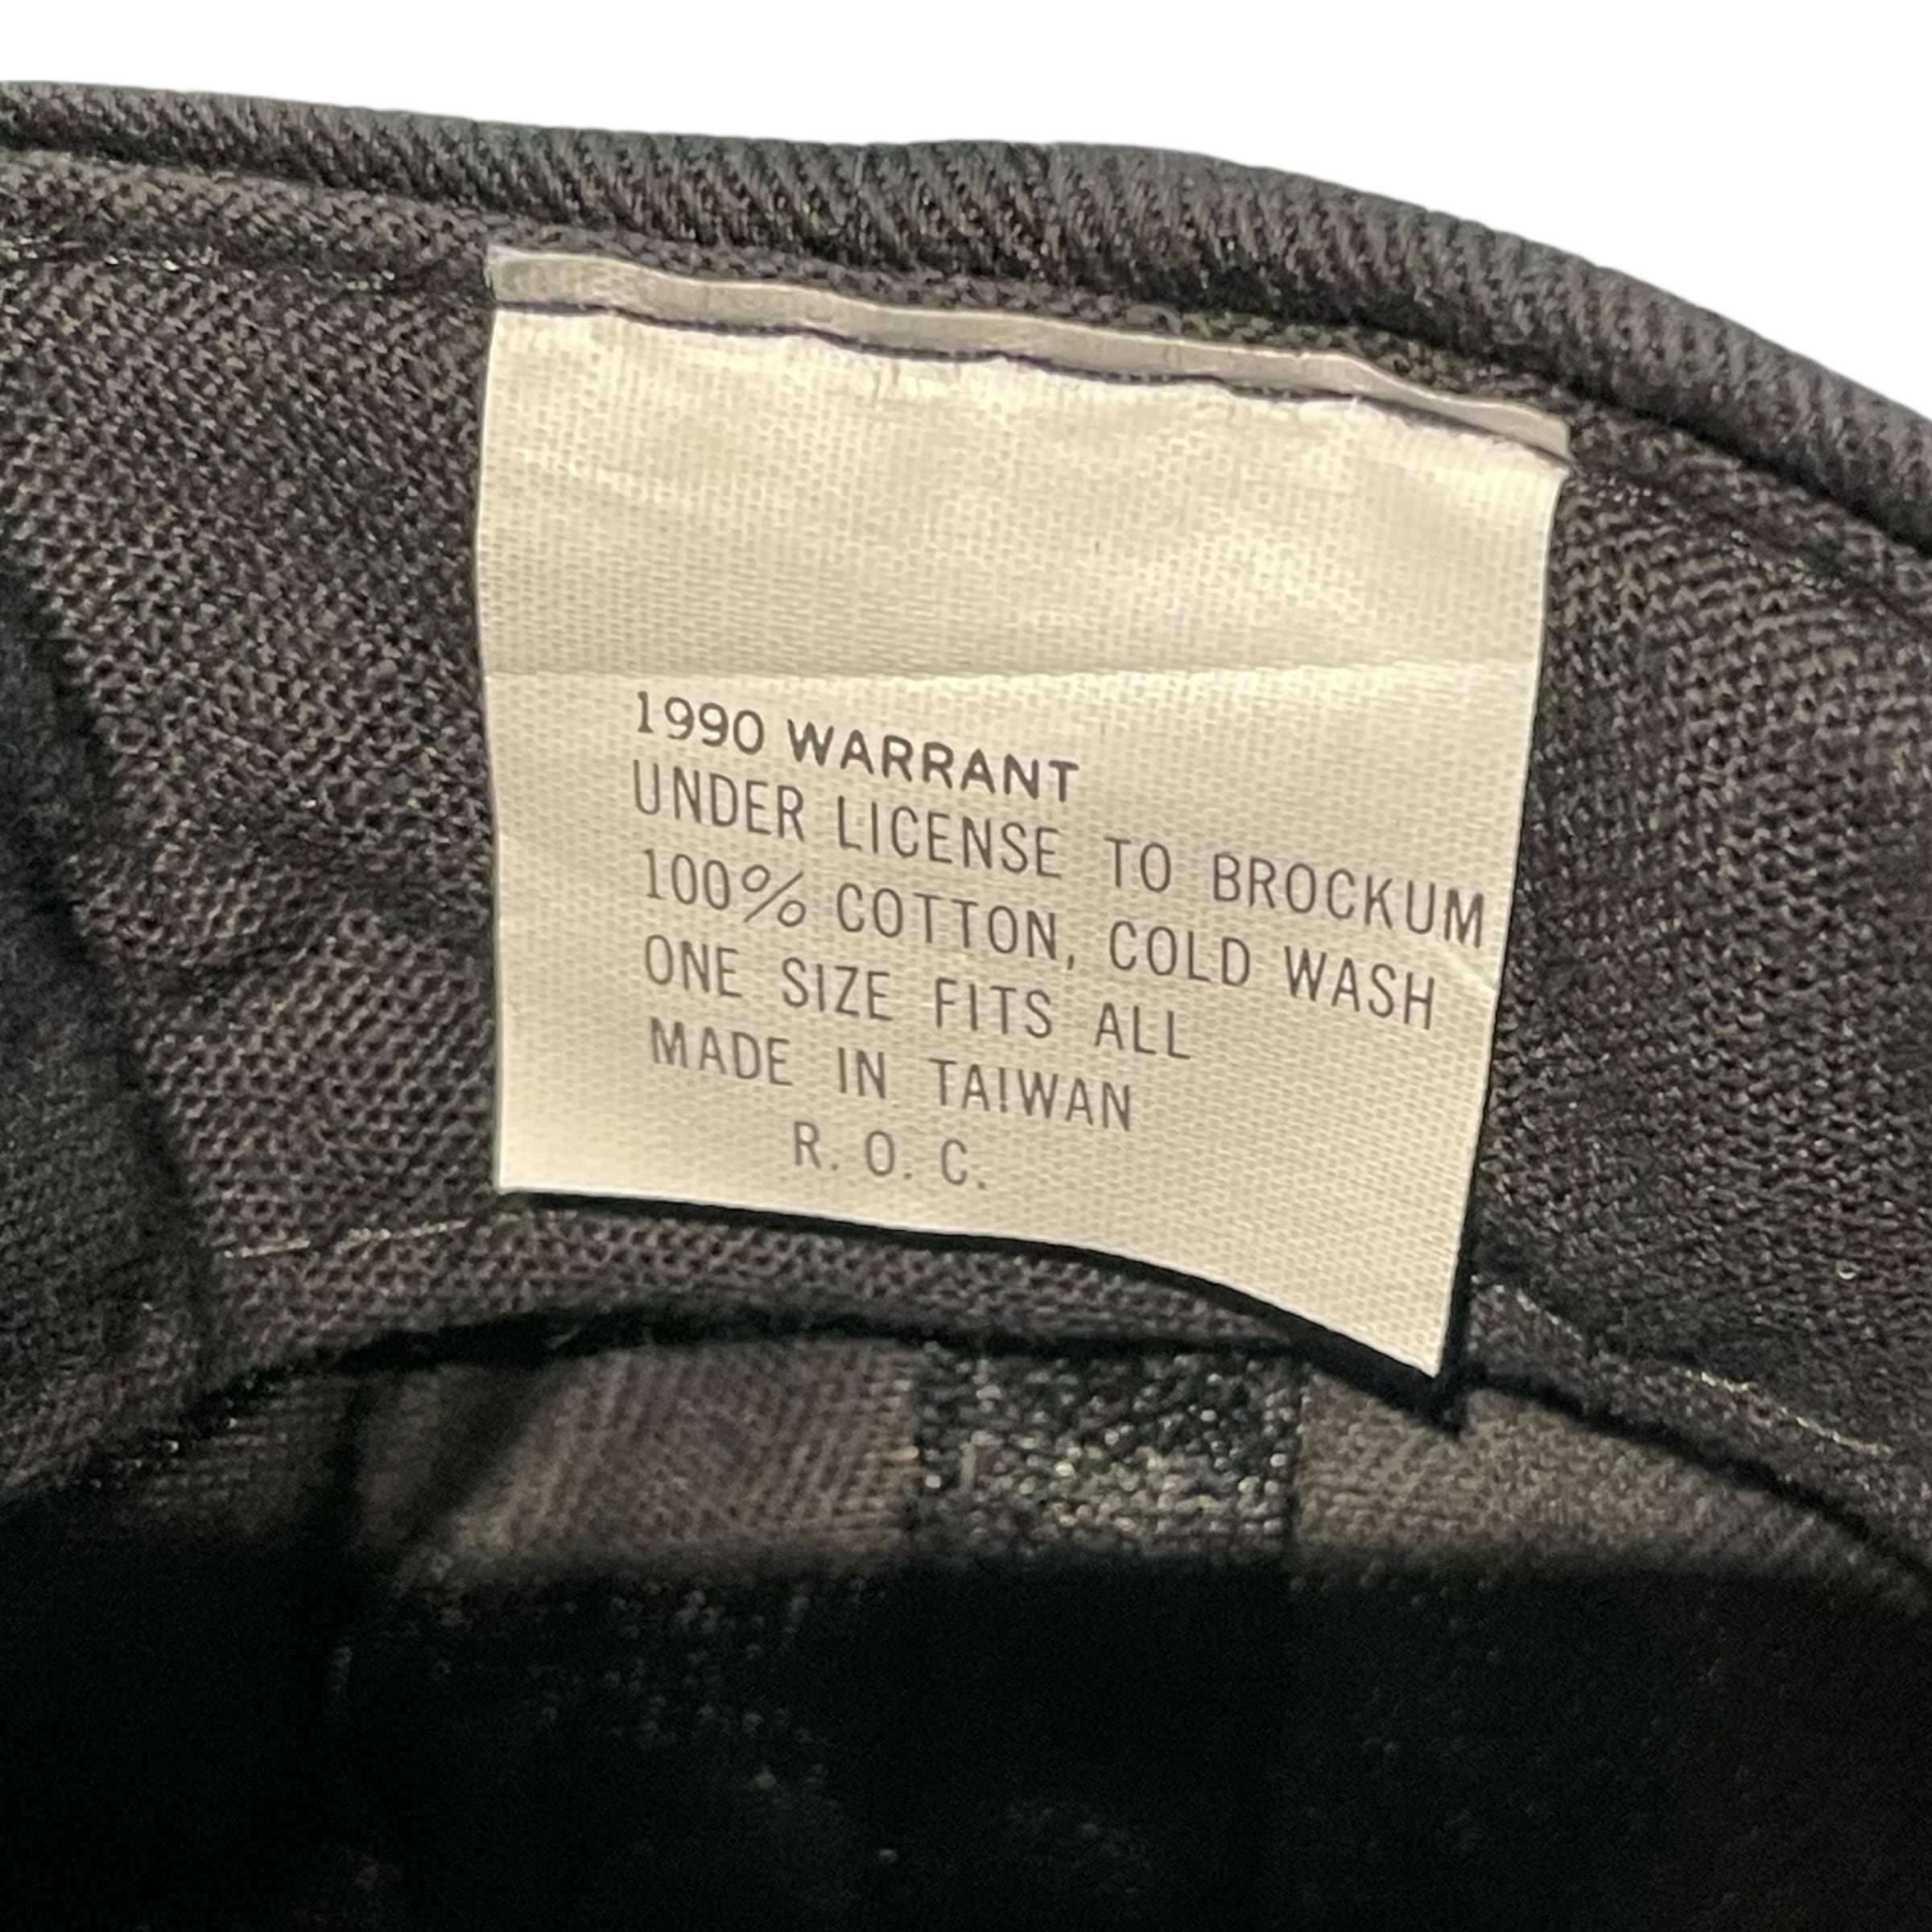 1990 WARRANT
UNDER LICENSE TO BROCKUM
100% COTTON, COLD WASH
ONE SIZE FITS ALL
MADE IN TAIWAN
R. O. C.